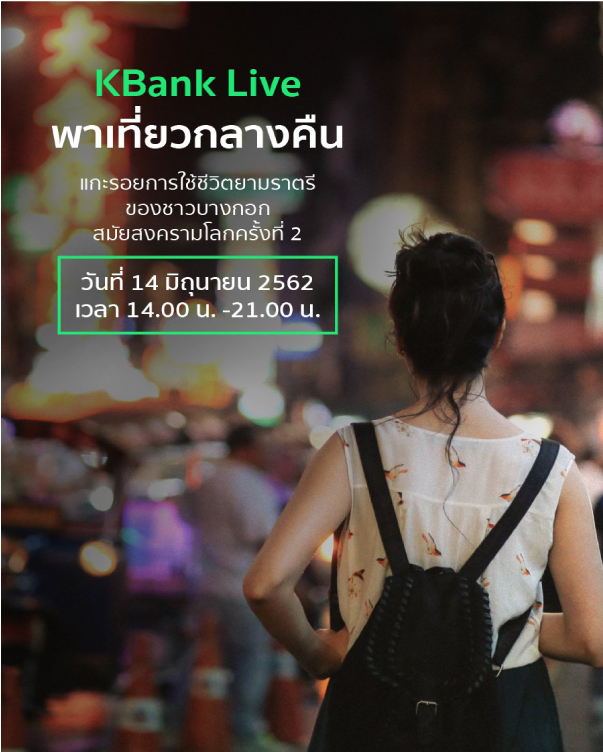 KBank Live
พาเที่ยวกลางคืน
แกะรอยการใช้ชีวิตยามราตรี
ของชาวบางกอก
สมัยสงครามโลกครั้งที่ 2
วันที่ 14 มิถุนายน 2562
เวลา 14.00 น. -21.00 น.